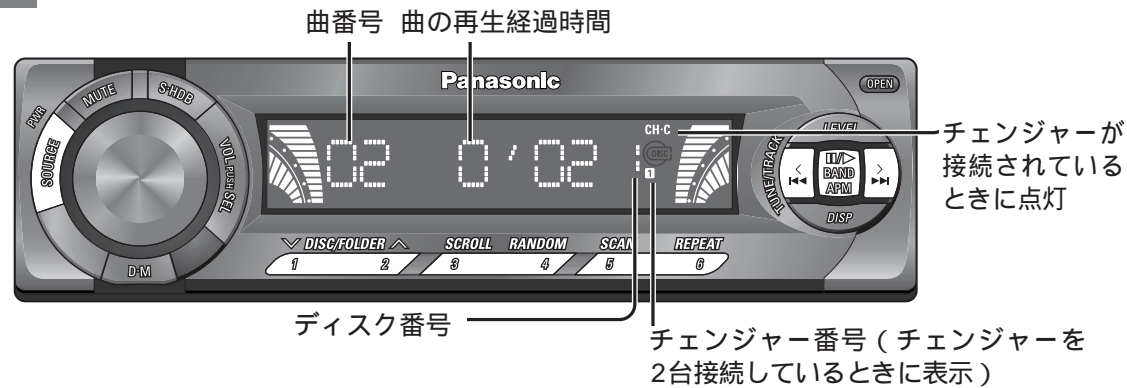 曲番号 曲の再生経過時間
Panasonic
OPEN
PWR
MUTE
S·HDB
SOURCE
VOL PUSH SEL
D·M
02 0'02 1
CH·C
DISC
1
LEVEL
TUNE/TRACK
BAND
APM
DISP
DISC/FOLDER SCROLL RANDOM SCAN REPEAT
1 2 3 4 5 6
チェンジャーが
接続されている
ときに点灯
ディスク番号
チェンジャー番号(チェンジャーを
2台接続しているときに表示)